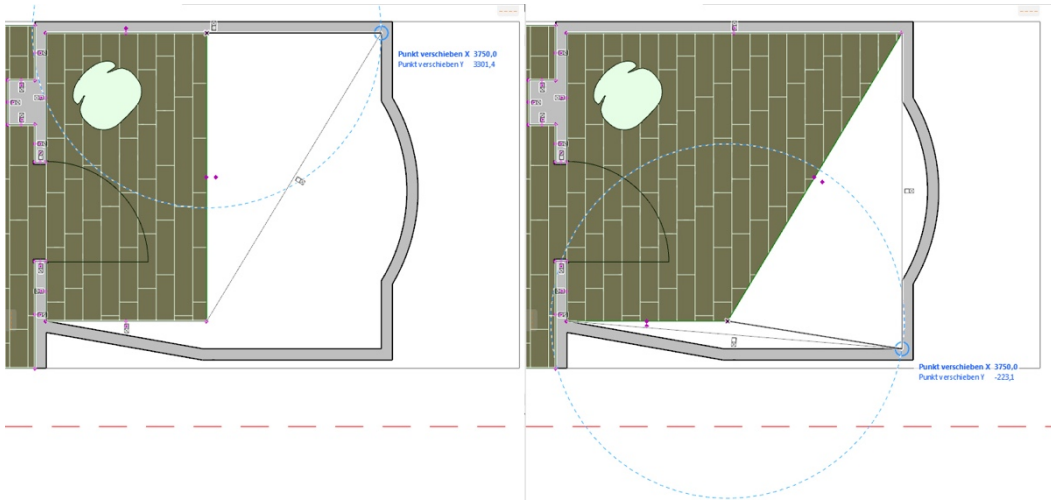 Punkt verschieben X 3750,0
Punkt verschieben Y 3301,4
Punkt verschieben X 3750,0
Punkt verschieben Y -223,1